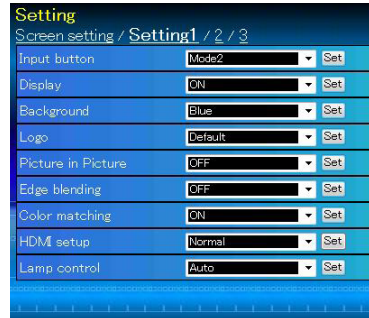 Setting
Screen setting / Setting1 / 2 / 3
Input button Mode2 Set
Display ON Set
Background Blue Set
Logo Default Set
Picture in Picture OFF Set
Edge blending OFF Set
Color matching ON Set
HDMI setup Normal Set
Lamp control Auto Set